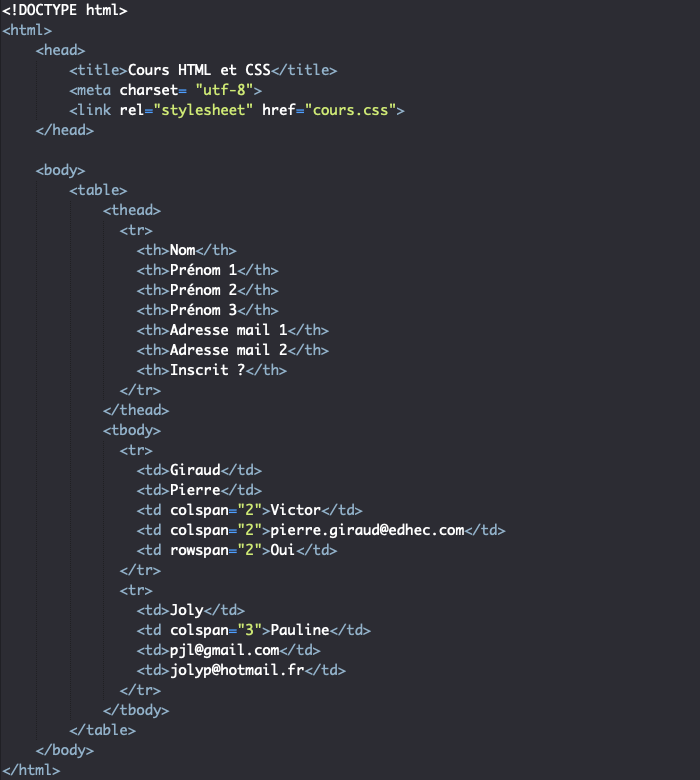 <!DOCTYPE html>
<html>
    <head>
        <title>Cours HTML et CSS</title>
        <meta charset= "utf-8">
        <link rel="stylesheet" href="cours.css">
    </head>

    <body>
        <table>
            <thead>
              <tr>
                <th>Nom</th>
                <th>Prénom 1</th>
                <th>Prénom 2</th>
                <th>Prénom 3</th>
                <th>Adresse mail 1</th>
                <th>Adresse mail 2</th>
                <th>Inscrit ?</th>
              </tr>
            </thead>
            <tbody>
              <tr>
                <td>Giraud</td>
                <td>Pierre</td>
                <td colspan="2">Victor</td>
                <td colspan="2">pierre.giraud@edhec.com</td>
                <td rowspan="2">Oui</td>
              </tr>
              <tr>
                <td>Joly</td>
                <td colspan="3">Pauline</td>
                <td>pjl@gmail.com</td>
                <td>jolyp@hotmail.fr</td>
              </tr>
            </tbody>
        </table>
    </body>
</html>